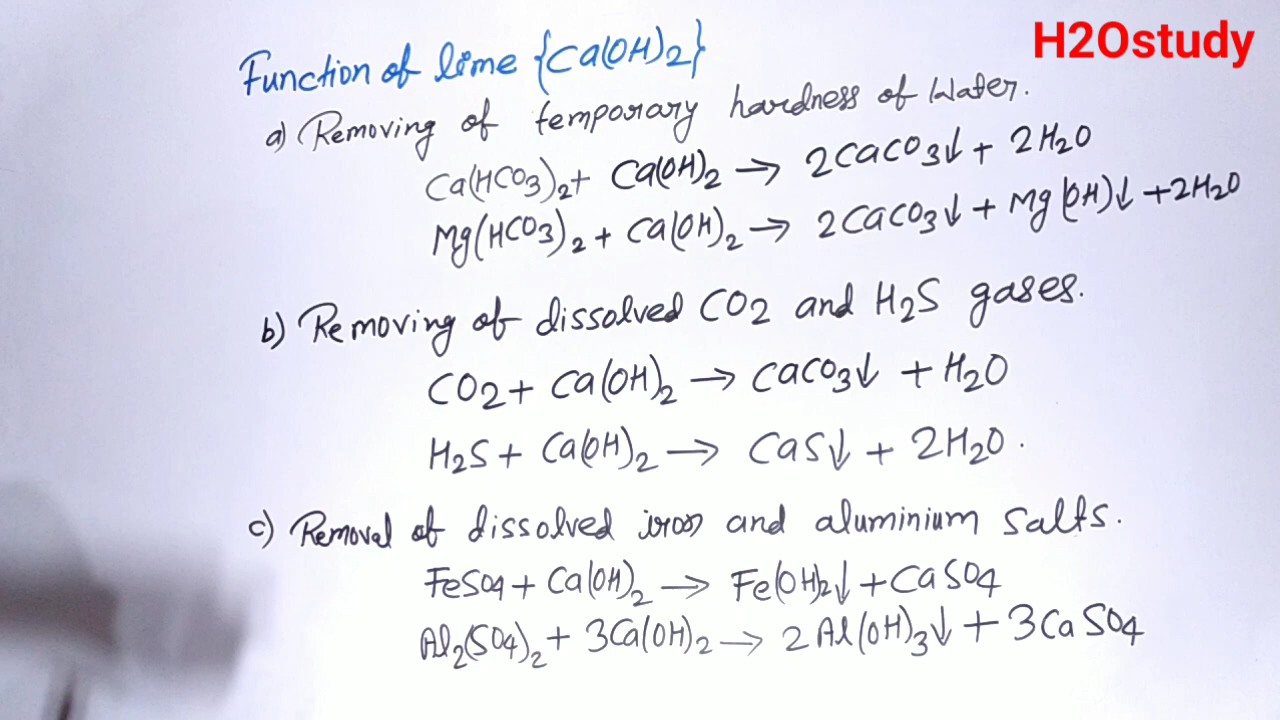 H2Ostudy
Function of lime {Ca(OH)2}
a) Removing of temporary hardness of Water.
Ca(HCO3)2 + Ca(OH)2 → 2CaCO3↓ + 2H2O
Mg(HCO3)2 + Ca(OH)2 → 2CaCO3↓ + Mg(OH)↓ + 2H2O
b) Removing of dissolved CO2 and H2S gases.
CO2 + Ca(OH)2 → CaCO3↓ + H2O
H2S + Ca(OH)2 → CaS↓ + 2H2O.
c) Removal of dissolved iron and aluminium salts.
FeSO4 + Ca(OH)2 → Fe(OH)2↓ + CaSO4
Al2(SO4)2 + 3Ca(OH)2 → 2Al(OH)3↓ + 3CaSO4